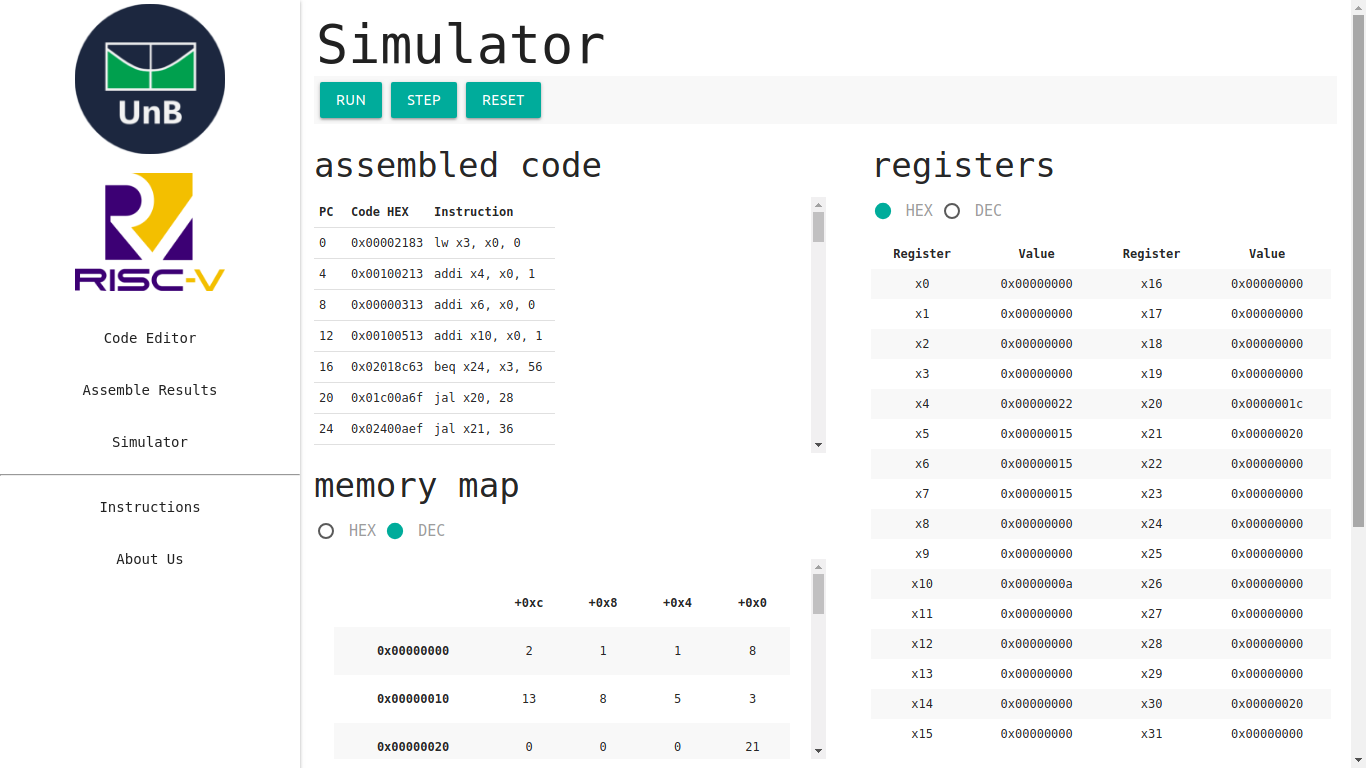 UnB
RISC-V
Code Editor
Assemble Results
Simulator
Instructions
About Us
Simulator
RUN STEP RESET
assembled code
PC Code HEX Instruction
0 0x00002183 lw x3, x0, 0
4 0x00100213 addi x4, x0, 1
8 0x00000313 addi x6, x0, 0
12 0x00100513 addi x10, x0, 1
16 0x02018c63 beq x24, x3, 56
20 0x01c00a6f jal x20, 28
24 0x02400aef jal x21, 36
memory map
HEX DEC
+0xc +0x8 +0x4 +0x0
0x00000000 2 1 1 8
0x00000010 13 8 5 3
0x00000020 0 0 0 21
registers
HEX DEC
Register Value Register Value
x0 0x00000000 x16 0x00000000
x1 0x00000000 x17 0x00000000
x2 0x00000000 x18 0x00000000
x3 0x00000000 x19 0x00000000
x4 0x00000022 x20 0x0000001c
x5 0x00000015 x21 0x00000020
x6 0x00000015 x22 0x00000000
x7 0x00000015 x23 0x00000000
x8 0x00000000 x24 0x00000000
x9 0x00000000 x25 0x00000000
x10 0x0000000a x26 0x00000000
x11 0x00000000 x27 0x00000000
x12 0x00000000 x28 0x00000000
x13 0x00000000 x29 0x00000000
x14 0x00000000 x30 0x00000020
x15 0x00000000 x31 0x00000000